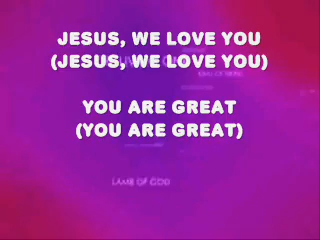 JESUS, WE LOVE YOU
(JESUS, WE LOVE YOU)
YOU ARE GREAT
(YOU ARE GREAT)
LAMB OF GOD